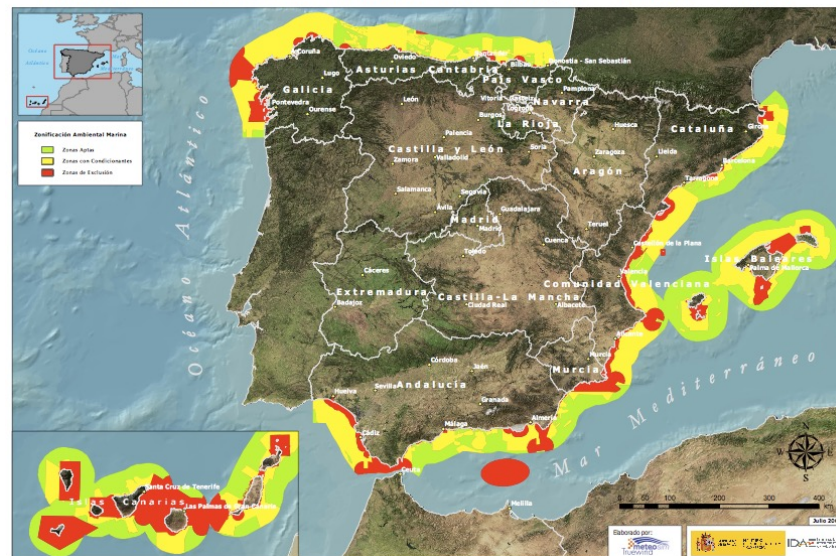 Océano
Atlántico
Zonificación Ambiental Marina
Zonas Aptas
Zonas con Condicionantes
Zonas de Exclusión
Coruña
Oviedo
Bilbao
Donostia - San Sebastián
Asturias Cantabria
País Vasco
Lugo
Galicia
Pontevedra
Ourense
León
Vitoria
Pamplona
Navarra
Logroño
Burgos
La Rioja
Huesca
Cataluña
Girona
Palencia
Castilla y León
Zamora
Valladolid
Soria
Zaragoza
Lleida
Barcelona
Aragón
Tarragona
Salamanca
Segovia
Ávila
Madrid
Guadalajara
Madrid
Teruel
Cuenca
Castellón de la Plana
Islas Baleares
Palma de Mallorca
Toledo
Cáceres
Valencia
Comunidad Valenciana
Extremadura
Badajoz
Castilla-La Mancha
Ciudad Real
Albacete
Alicante
Murcia
Murcia
Córdoba
Jaén
Andalucía
Huelva
Sevilla
Granada
Almería
Málaga
Cádiz
Ceuta
Melilla
Océano Atlántico
Mar Mediterráneo
Santa Cruz de Tenerife
Islas Canarias
Las Palmas de Gran Canaria
N
W E
S
0 100 200 300 400
km
Elaborado por:
meteosim
truewind
IDAE